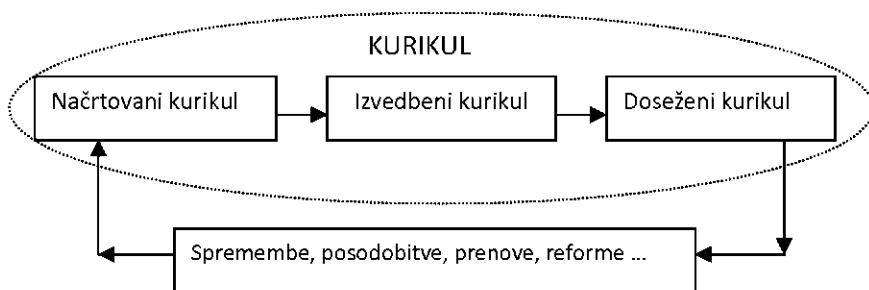 KURIKUL
Načrtovani kurikul
Izvedbeni kurikul
Doseženi kurikul
Spremembe, posodobitve, prenove, reforme ...